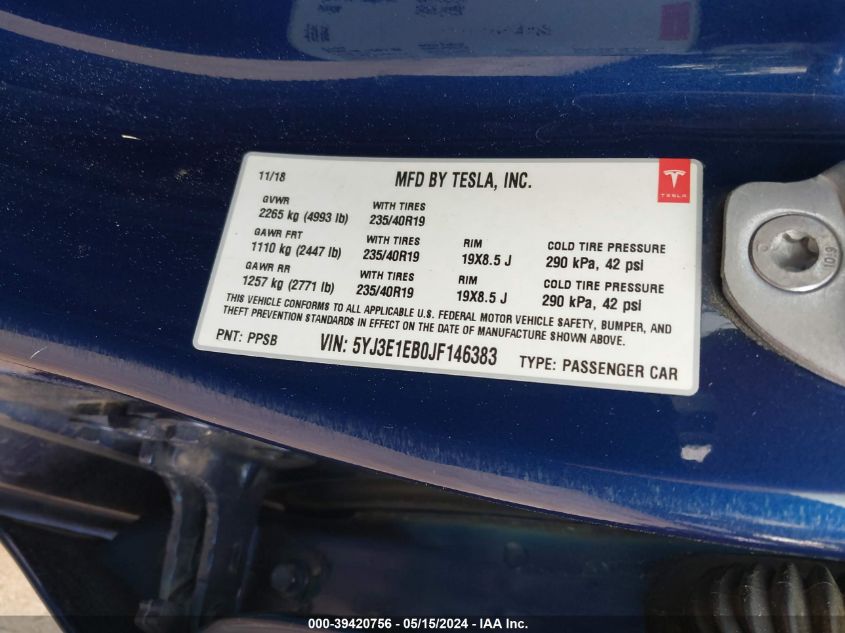 11/18 MFD BY TESLA, INC.
TESLA
GVWR WITH TIRES
2265 kg (4993 lb) 235/40R19
GAWR FRT WITH TIRES RIM COLD TIRE PRESSURE
1110 kg (2447 lb) 235/40R19 19X8.5 J 290 kPa, 42 psi
GAWR RR WITH TIRES RIM COLD TIRE PRESSURE
1257 kg (2771 lb) 235/40R19 19X8.5 J 290 kPa, 42 psi
THIS VEHICLE CONFORMS TO ALL APPLICABLE U.S. FEDERAL MOTOR VEHICLE SAFETY, BUMPER, AND
THEFT PREVENTION STANDARDS IN EFFECT ON THE DATE OF MANUFACTURE SHOWN ABOVE.
PNT: PPSB VIN: 5YJ3E1EB0JF146383 TYPE: PASSENGER CAR
10.9
000-39420756 - 05/15/2024 - IAA Inc.